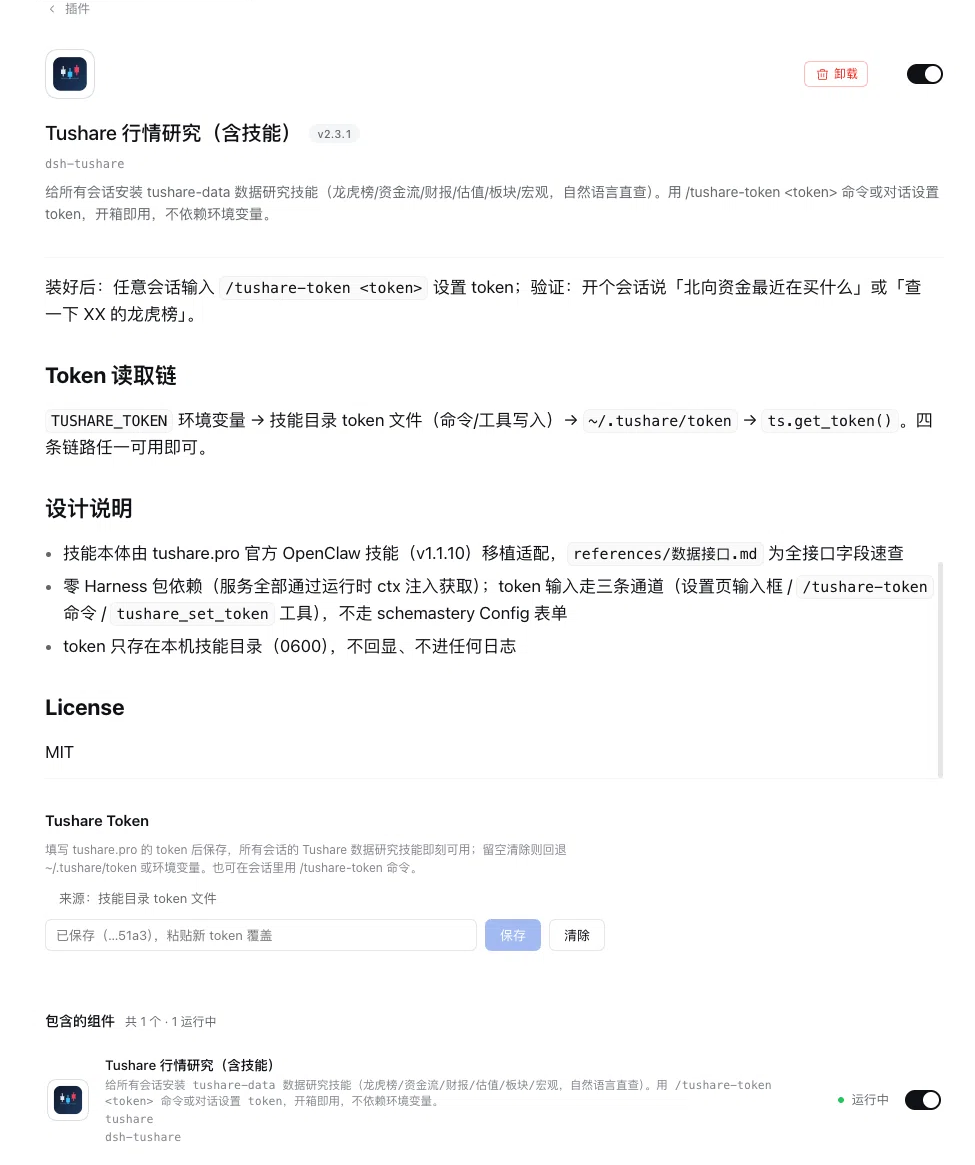 插件
卸载
Tushare 行情研究（含技能） v2.3.1
dsh-tushare
给所有会话安装 tushare-data 数据研究技能（龙虎榜/资金流/财报/估值/板块/宏观，自然语言直查）。用 /tushare-token <token> 命令或对话设置
token，开箱即用，不依赖环境变量。
装好后：任意会话输入 /tushare-token <token> 设置 token；验证：开个会话说「北向资金最近在买什么」或「查
一下 XX 的龙虎榜」。
Token 读取链
TUSHARE_TOKEN 环境变量 → 技能目录 token 文件（命令/工具写入）→ ~/.tushare/token → ts.get_token() 。四
条链路任一可用即可。
设计说明
• 技能本体由 tushare.pro 官方 OpenClaw 技能（v1.1.10）移植适配， references/数据接口.md 为全接口字段速查
• 零 Harness 包依赖（服务全部通过运行时 ctx 注入获取）；token 输入走三条通道（设置页输入框 / /tushare-token
命令 / tushare_set_token 工具），不走 schemastery Config 表单
• token 只存在本机技能目录（0600），不回显、不进任何日志
License
MIT
Tushare Token
填写 tushare.pro 的 token 后保存，所有会话的 Tushare 数据研究技能即刻可用；留空清除则回退
~/.tushare/token 或环境变量。也可在会话里用 /tushare-token 命令。
来源：技能目录 token 文件
已保存（…51a3），粘贴新 token 覆盖 保存 清除
包含的组件 共 1 个 · 1 运行中
Tushare 行情研究（含技能）
给所有会话安装 tushare-data 数据研究技能（龙虎榜/资金流/财报/估值/板块/宏观，自然语言直查）。用 /tushare-token
<token> 命令或对话设置 token，开箱即用，不依赖环境变量。
运行中
tushare
dsh-tushare